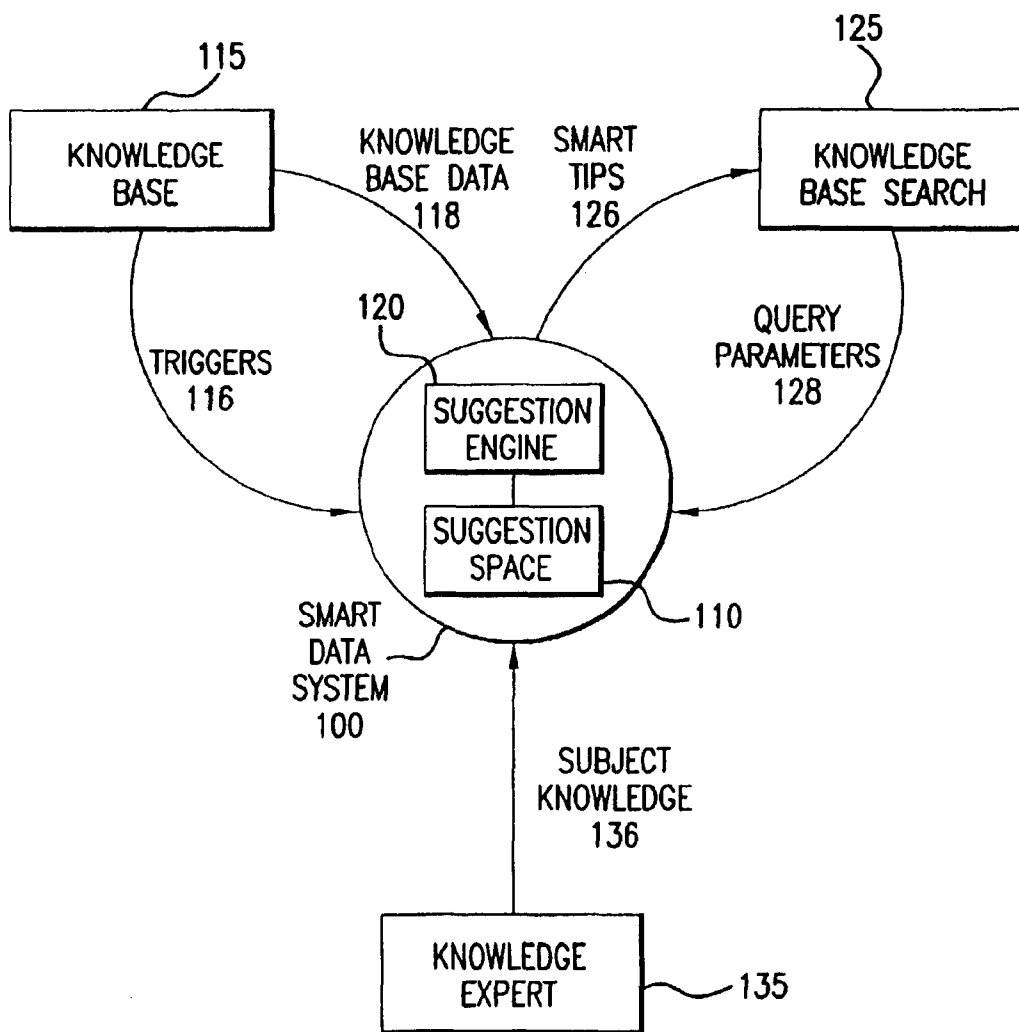 115
KNOWLEDGE
BASE
KNOWLEDGE
BASE DATA
118
SMART
TIPS
126
125
KNOWLEDGE
BASE SEARCH
TRIGGERS
116
120
SUGGESTION
ENGINE
QUERY
PARAMETERS
128
SUGGESTION
SPACE
110
SMART
DATA
SYSTEM
100
SUBJECT
KNOWLEDGE
136
KNOWLEDGE
EXPERT
135